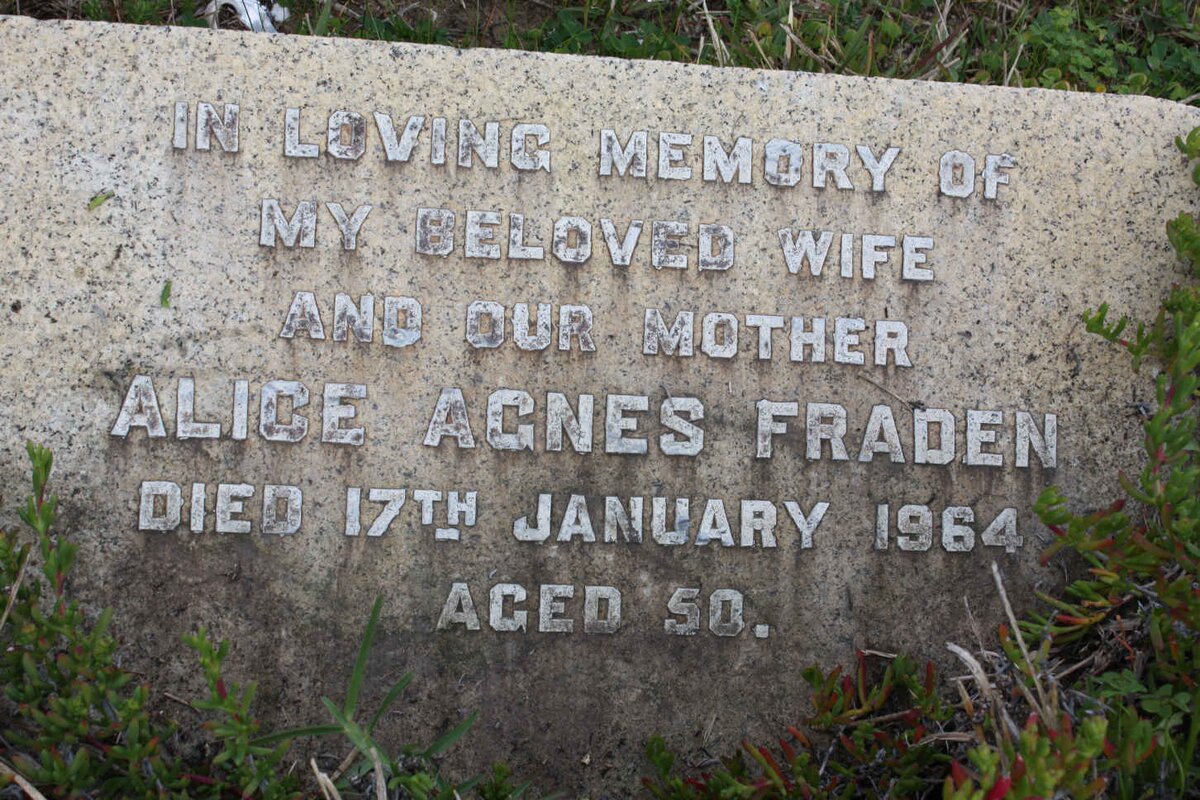 IN LOVING MEMORY OF
MY BELOVED WIFE
AND OUR MOTHER
ALICE AGNES FRADEN
DIED 17TH JANUARY 1964
AGED 50.